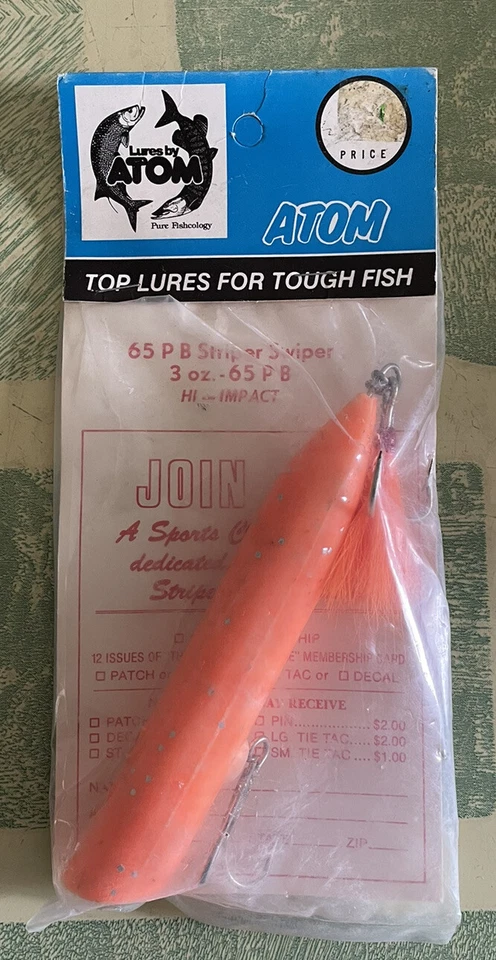 Lures by
ATOM
Pure Fishcology
PRICE
ATOM
TOP LURES FOR TOUGH FISH
65 P B Striper Swiper
3 oz. - 65 P B
HI - IMPACT
JOIN
A Sports
dedicated
12 ISSUES OF MEMBERSHIP CARD
PATCH or TAC or DECAL
RECEIVE
PIN ............ $2.00
LG. TIE TAC ..... $2.00
SM. TIE TAC .... $1.00
ZIP